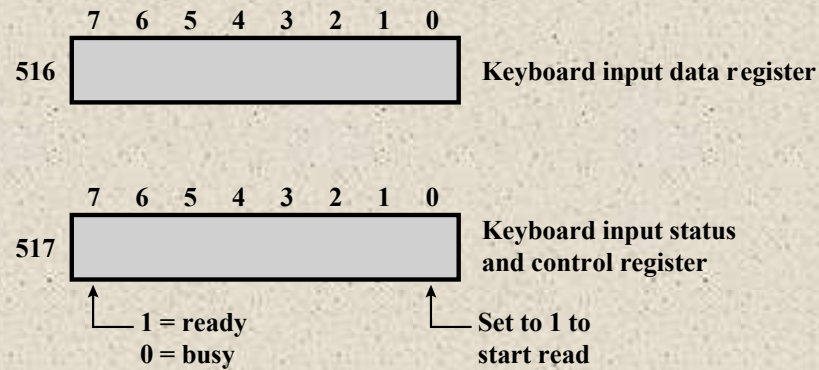 7 6 5 4 3 2 1 0
516 Keyboard input data register
7 6 5 4 3 2 1 0
517 Keyboard input status
and control register
1 = ready
0 = busy
Set to 1 to
start read